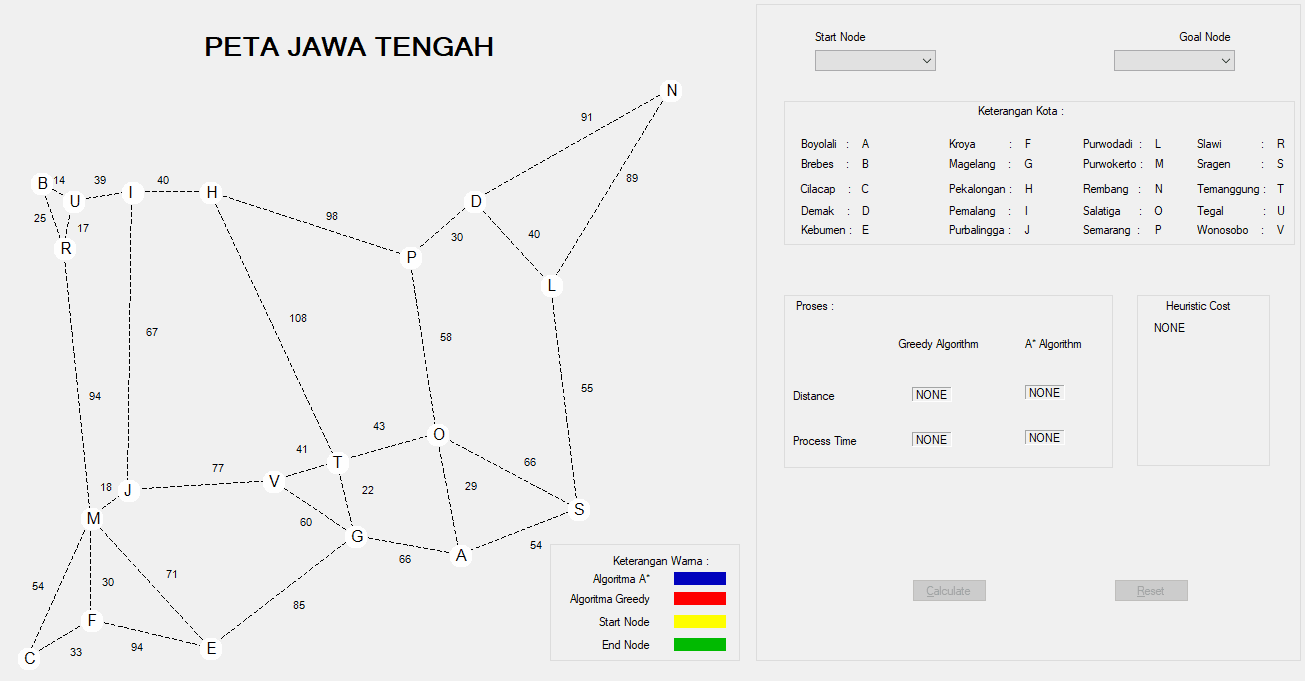 PETA JAWA TENGAH
N
91
89
B
14
U
39
I
40
H
25
17
R
98
D
30
40
P
L
108
67
58
55
94
43
O
41
T
66
77
V
22
29
18
J
S
M
60
G
66
A
54
54
30
71
85
F
E
C
33
94
Keterangan Warna :
Algoritma A*
Algoritma Greedy
Start Node
End Node
Start Node
Goal Node
Keterangan Kota :
Boyolali : A Kroya : F Purwodadi : L Slawi : R
Brebes : B Magelang : G Purwokerto : M Sragen : S
Cilacap : C Pekalongan : H Rembang : N Temanggung : T
Demak : D Pemalang : I Salatiga : O Tegal : U
Kebumen : E Purbalingga : J Semarang : P Wonosobo : V
Proses :
Greedy Algorithm A* Algorithm
Distance NONE NONE
Process Time NONE NONE
Heuristic Cost
NONE
Calculate
Reset